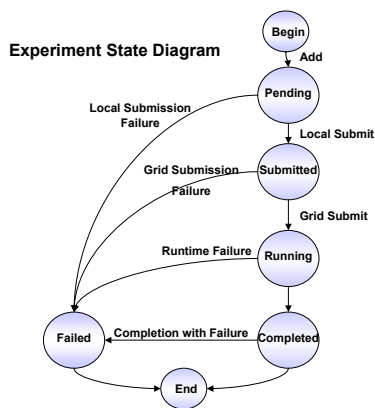 Experiment State Diagram
Begin
Add
Pending
Local Submission
Failure
Local Submit
Grid Submission
Failure
Submitted
Grid Submit
Runtime Failure
Running
Failed
Completion with Failure
Completed
End